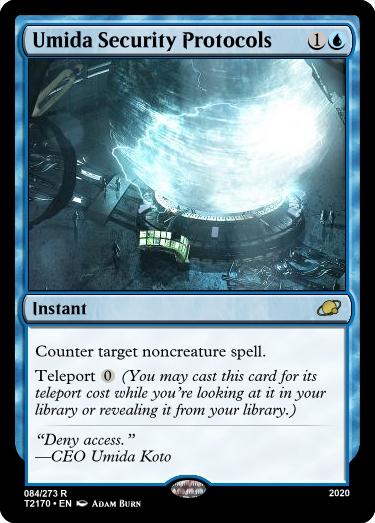 Umida Security Protocols 1
Instant
Counter target noncreature spell.
Teleport 0 (You may cast this card for its
teleport cost while you're looking at it in your
library or revealing it from your library.)
"Deny access."
—CEO Umida Koto
084/273 R
2020
T2170 • EN ADAM BURN